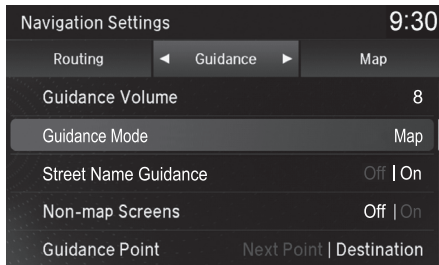 Navigation Settings 9:30
Routing ◄ Guidance ► Map
Guidance Volume 8
Guidance Mode Map
Street Name Guidance Off | On
Non-map Screens Off | On
Guidance Point Next Point | Destination